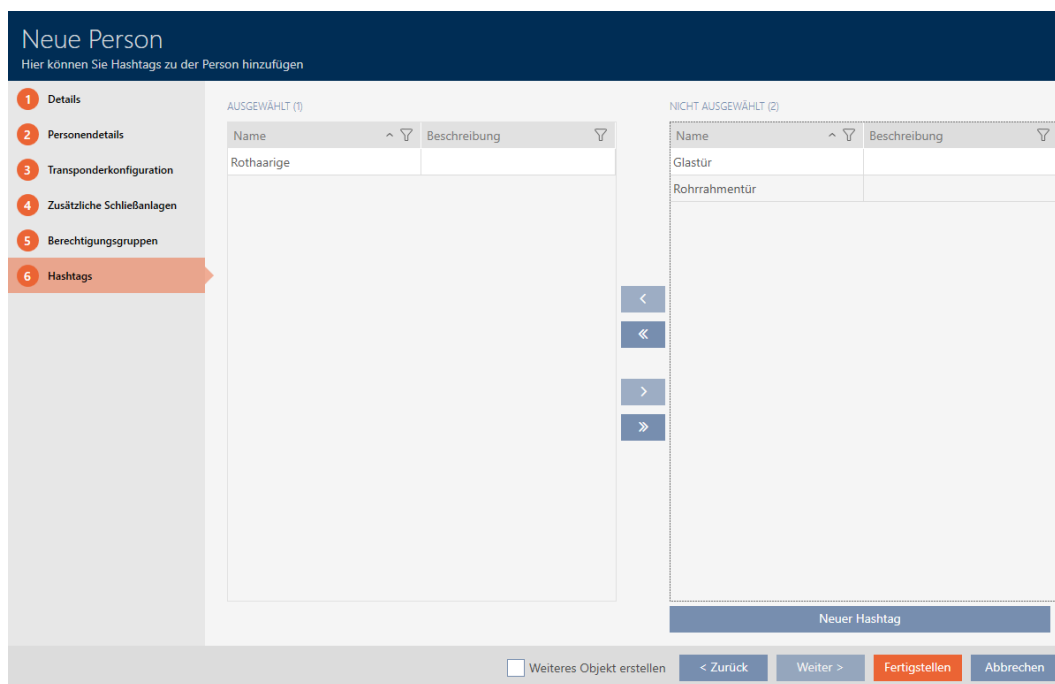 Neue Person
Hier können Sie Hashtags zu der Person hinzufügen
1 Details
2 Personendetails
3 Transponderkonfiguration
4 Zusätzliche Schließanlagen
5 Berechtigungsgruppen
6 Hashtags
AUSGEWÄHLT (1)
Name Beschreibung
Rothaarige
NICHT AUSGEWÄHLT (2)
Name Beschreibung
Glastür
Rohrrahmentür
Neuer Hashtag
Weiteres Objekt erstellen < Zurück Weiter > Fertigstellen Abbrechen